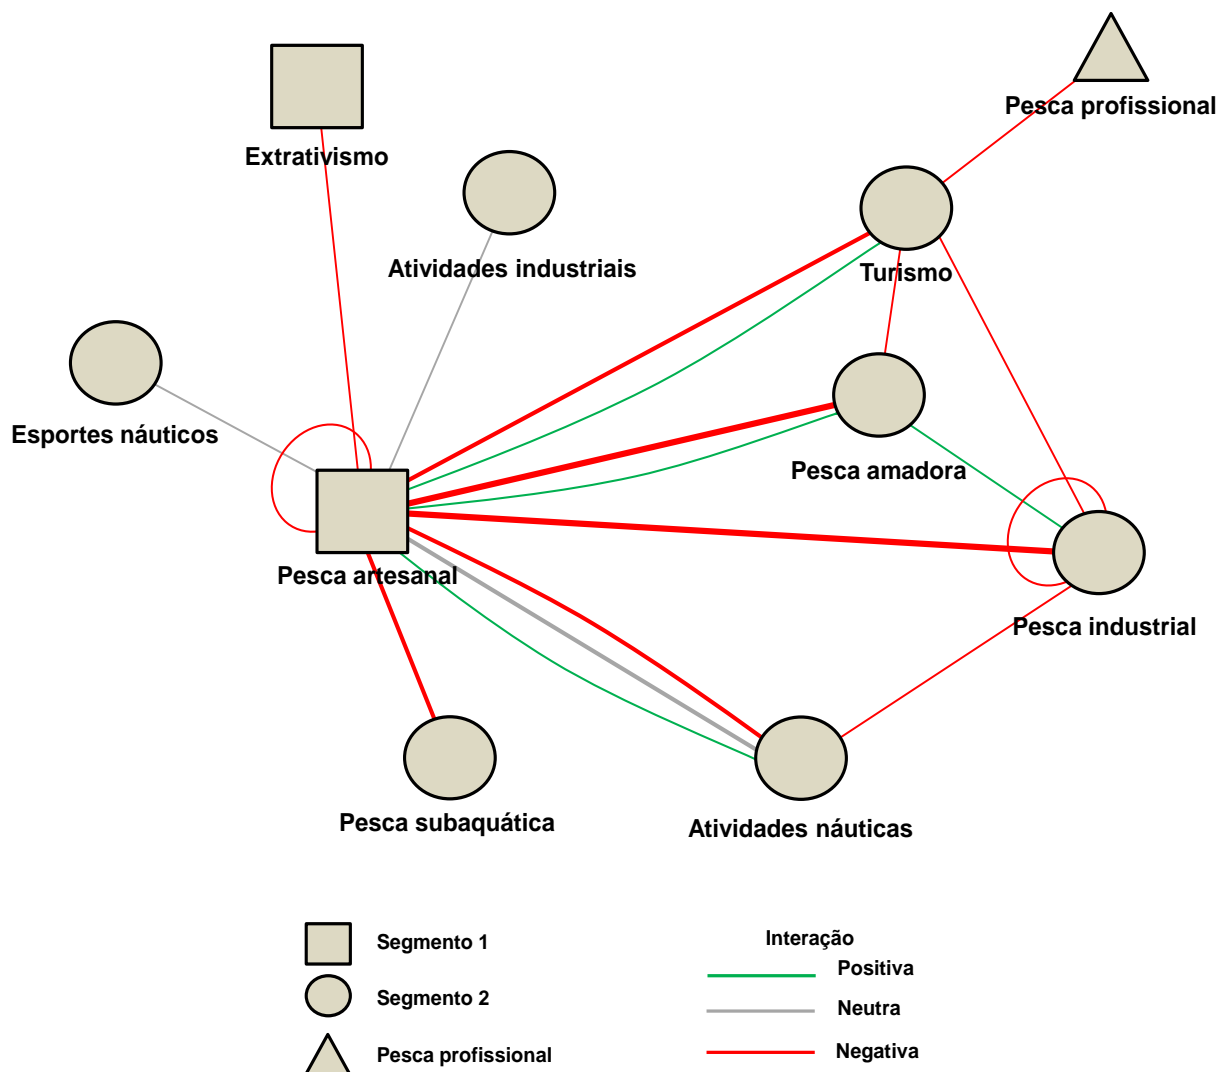 Pesca profissional
Extrativismo
Atividades industriais
Turismo
Esportes náuticos
Pesca amadora
Pesca artesanal
Pesca industrial
Pesca subaquática
Atividades náuticas
Segmento 1
Segmento 2
Pesca profissional
Interação
Positiva
Neutra
Negativa